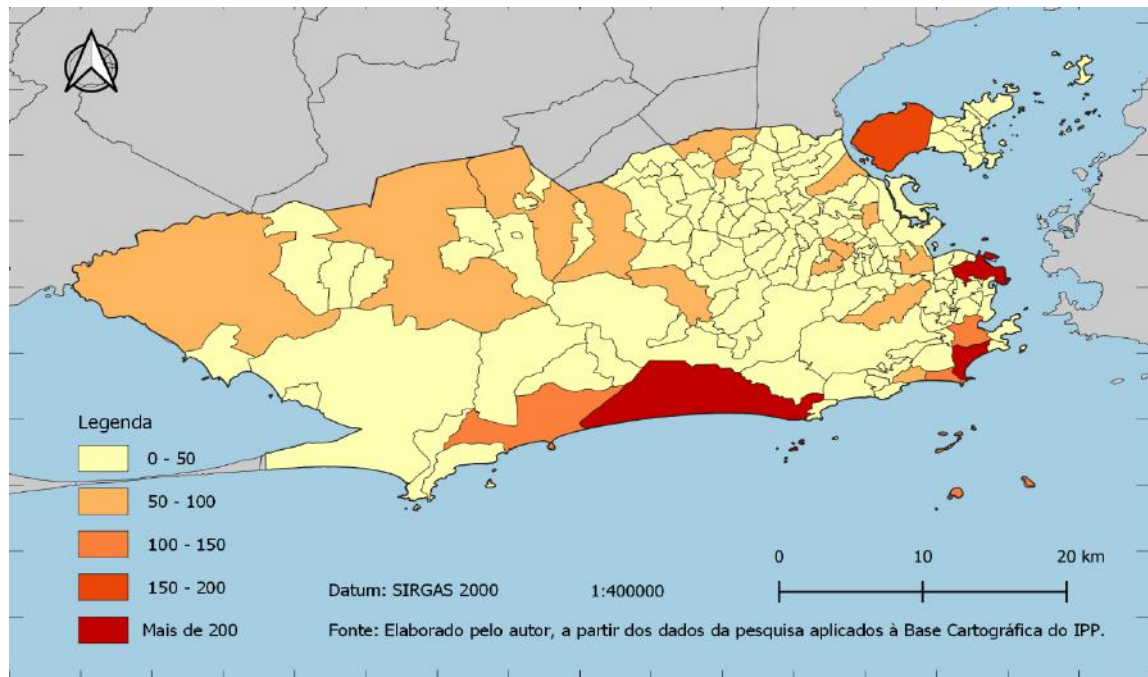 Legenda
0 - 50
50 - 100
100 - 150
150 - 200
Mais de 200
0 10 20 km
Datum: SIRGAS 2000 1:400000
Fonte: Elaborado pelo autor, a partir dos dados da pesquisa aplicados à Base Cartográfica do IPP.